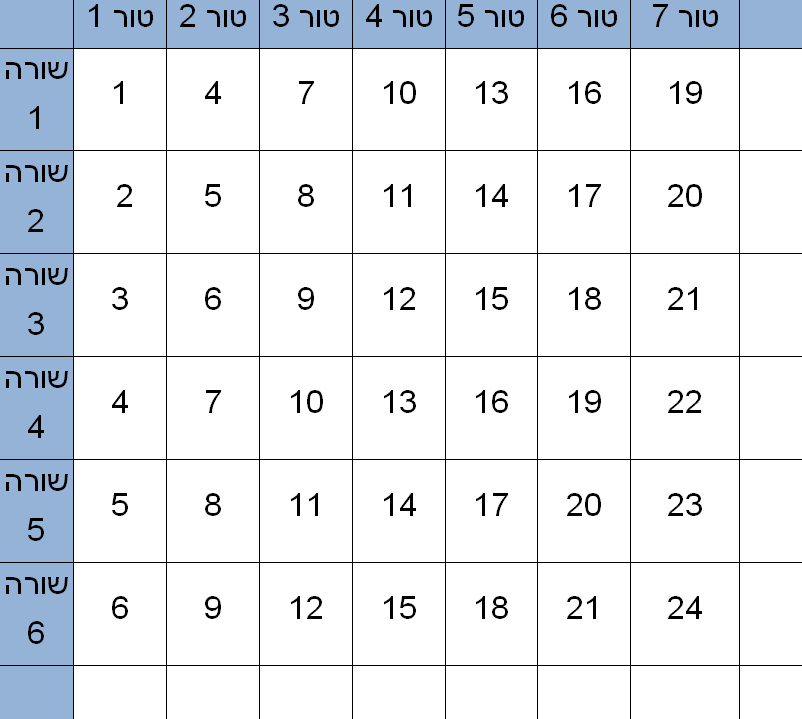 טור 1 טור 2 טור 3 טור 4 טור 5 טור 6 טור 7
שורה 1 1 4 7 10 13 16 19
שורה 2 2 5 8 11 14 17 20
שורה 3 3 6 9 12 15 18 21
שורה 4 4 7 10 13 16 19 22
שורה 5 5 8 11 14 17 20 23
שורה 6 6 9 12 15 18 21 24